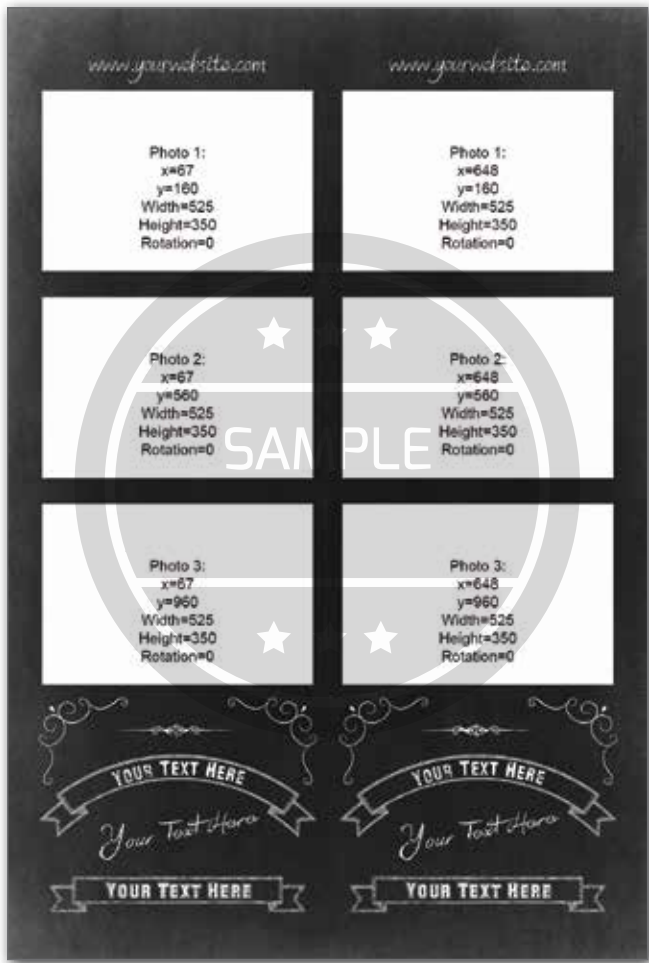 www.yourwebsite.com
Photo 1:
x=67
y=160
Width=525
Height=350
Rotation=0
Photo 2:
x=67
y=560
Width=525
Height=350
Rotation=0
Photo 3:
x=67
y=960
Width=525
Height=350
Rotation=0
YOUR TEXT HERE
Your Text Here
YOUR TEXT HERE
www.yourwebsite.com
Photo 1:
x=648
y=160
Width=525
Height=350
Rotation=0
Photo 2:
x=648
y=560
Width=525
Height=350
Rotation=0
Photo 3:
x=648
y=960
Width=525
Height=350
Rotation=0
YOUR TEXT HERE
Your Text Here
YOUR TEXT HERE
SAMPLE